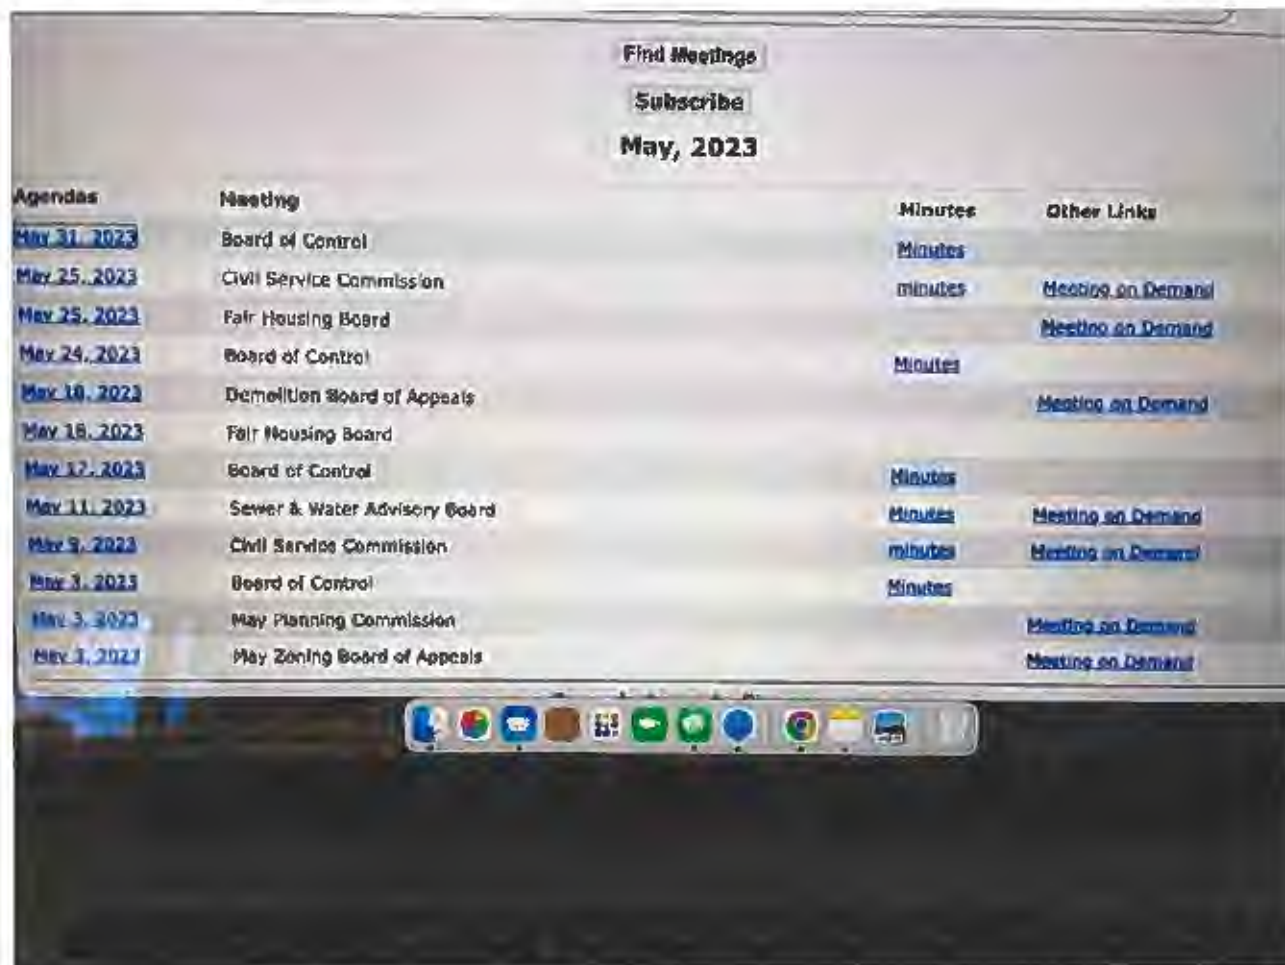 Find Meetings
Subscribe
May, 2023
Agendas Meeting Minutes Other Links
May 31, 2023 Board of Control Minutes
May 25, 2023 Civil Service Commission minutes Meeting on Demand
May 25, 2023 Fair Housing Board Meeting on Demand
May 24, 2023 Board of Control Minutes
May 18, 2023 Demolition Board of Appeals Meeting on Demand
May 18, 2023 Fair Housing Board
May 17, 2023 Board of Control Minutes
May 11, 2023 Sewer & Water Advisory Board Minutes Meeting on Demand
May 9, 2023 Civil Service Commission minutes Meeting on Demand
May 3, 2023 Board of Control Minutes
May 3, 2023 May Planning Commission Meeting on Demand
May 3, 2023 May Zoning Board of Appeals Meeting on Demand